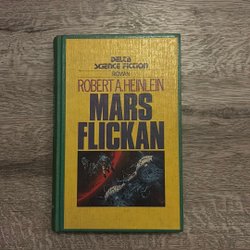 DELTA
SCIENCE FICTION
ROMAN
ROBERT A. HEINLEIN
MARS
FLICKAN